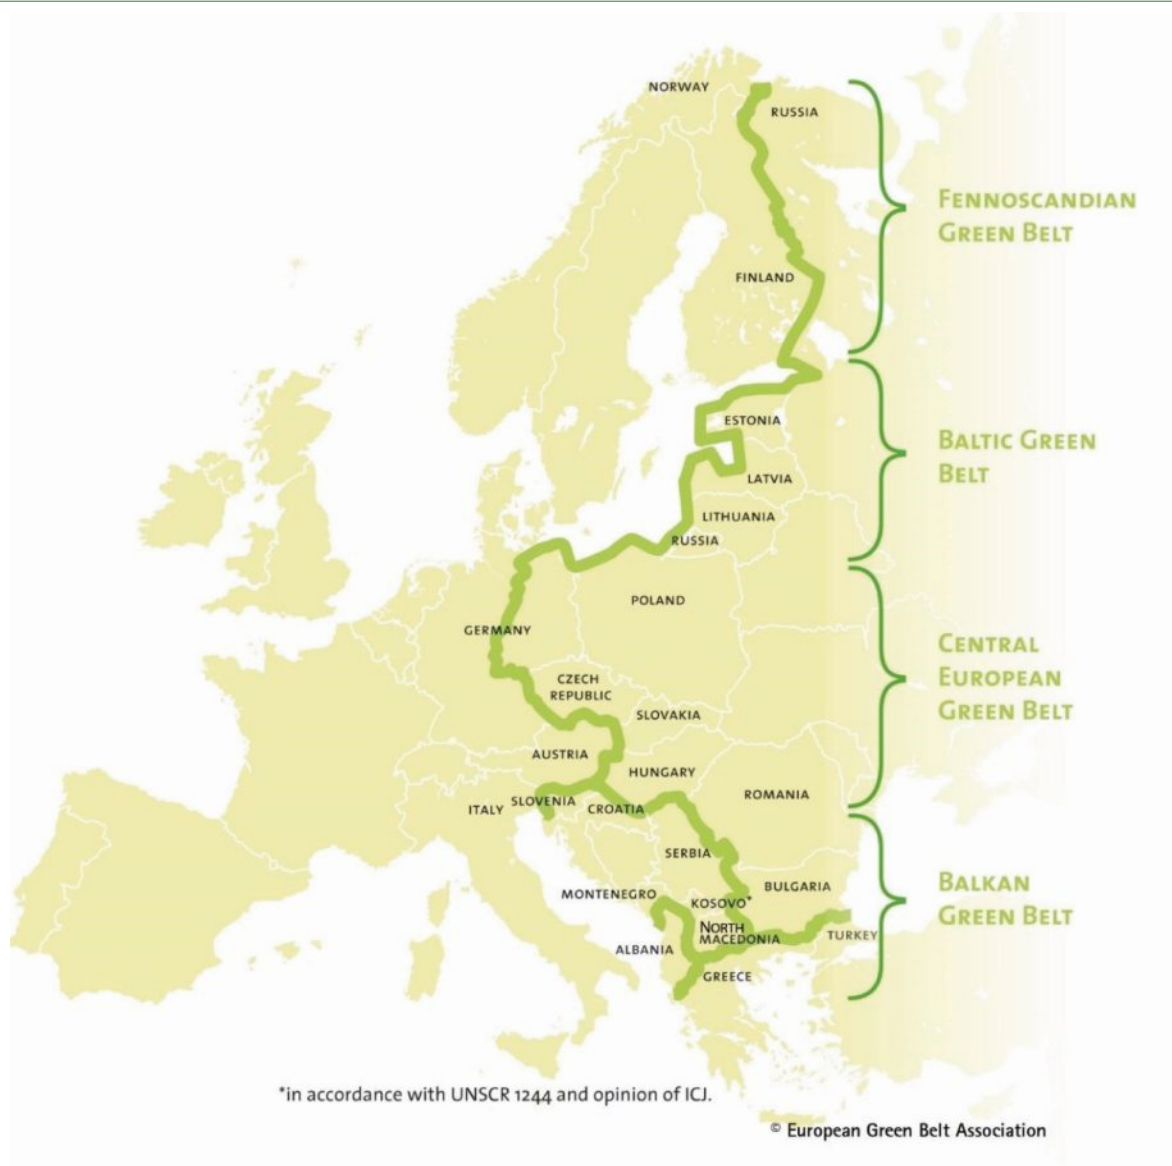 NORWAY
RUSSIA
FENNOSCANDIAN
GREEN BELT
FINLAND
ESTONIA
BALTIC GREEN
BELT
LATVIA
LITHUANIA
RUSSIA
POLAND
GERMANY
CENTRAL
EUROPEAN
GREEN BELT
CZECH
REPUBLIC
SLOVAKIA
AUSTRIA
HUNGARY
ROMANIA
ITALY
SLOVENIA
CROATIA
SERBIA
BALKAN
GREEN BELT
MONTENEGRO
KOSOVO*
BULGARIA
NORTH
MACEDONIA
TURKEY
ALBANIA
GREECE
*in accordance with UNSCR 1244 and opinion of ICJ.
© European Green Belt Association